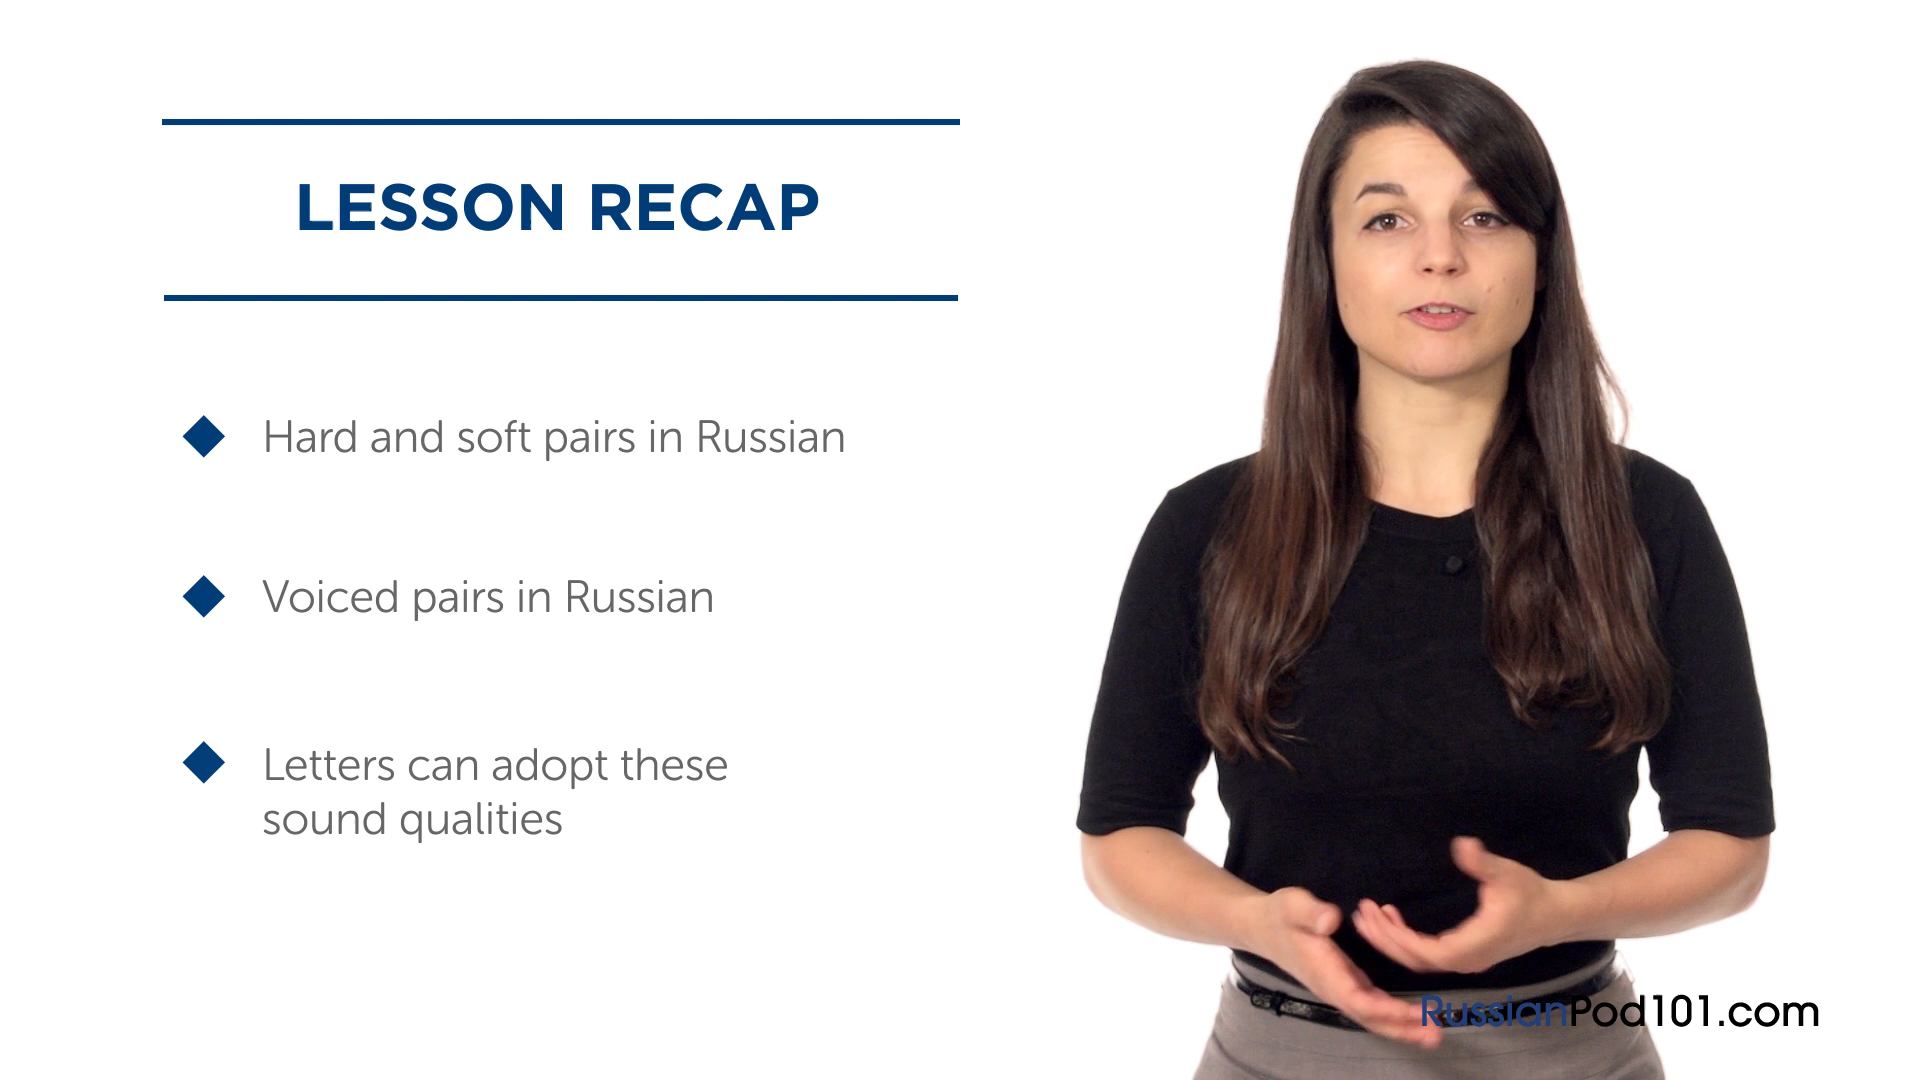 LESSON RECAP
Hard and soft pairs in Russian
Voiced pairs in Russian
Letters can adopt these
sound qualities
RussianPod101.com